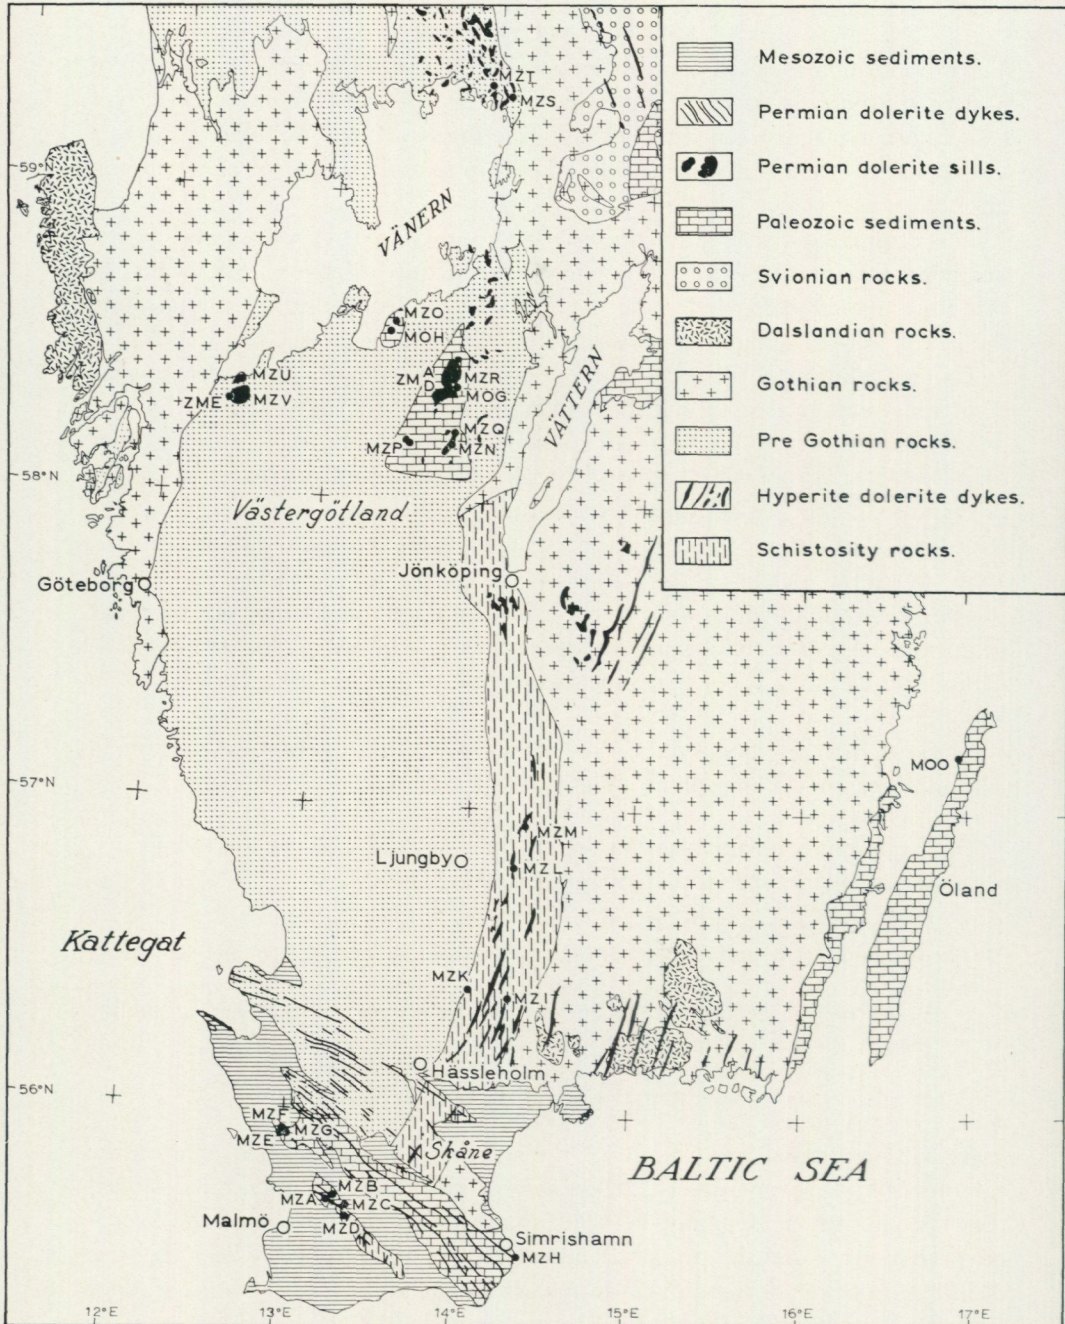 Mesozoic sediments.
Permian dolerite dykes.
Permian dolerite sills.
Paleozoic sediments.
Svionian rocks.
Dalslandian rocks.
Gothian rocks.
Pre Gothian rocks.
Hyperite dolerite dykes.
Schistosity rocks.
MZT
MZS
59°N
VÄNERN
MZO
MOH
VÄTTERN
MZU
ZME
MZV
ZM A
D
MZR
MOG
MZQ
MZP
MZN
58°N
Västergötland
Göteborg
Jönköping
57°N
MOO
MZM
Ljungby
MZL
Öland
Kattegat
MZK
MZI
56°N
Hässleholm
MZF
MZG
MZE
Skåne
BALTIC SEA
MZB
MZA
MZC
Malmö
MZD
Simrishamn
MZH
12°E
13°E
14°E
15°E
16°E
17°E